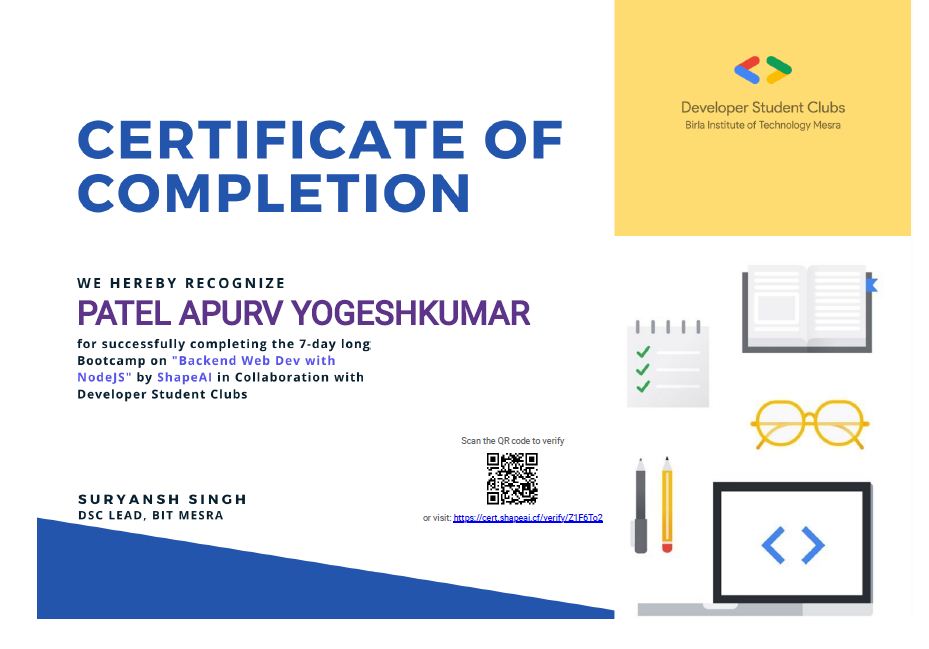 Developer Student Clubs
Birla Institute of Technology Mesra
CERTIFICATE OF
COMPLETION
WE HEREBY RECOGNIZE
PATEL APURV YOGESHKUMAR
for successfully completing the 7-day long
Bootcamp on "Backend Web Dev with
NodeJS" by ShapeAI in Collaboration with
Developer Student Clubs
Scan the QR code to verify
or visit: https://cert.shapeai.cf/verify/Z1F6To2
SURYANSH SINGH
DSC LEAD, BIT MESRA